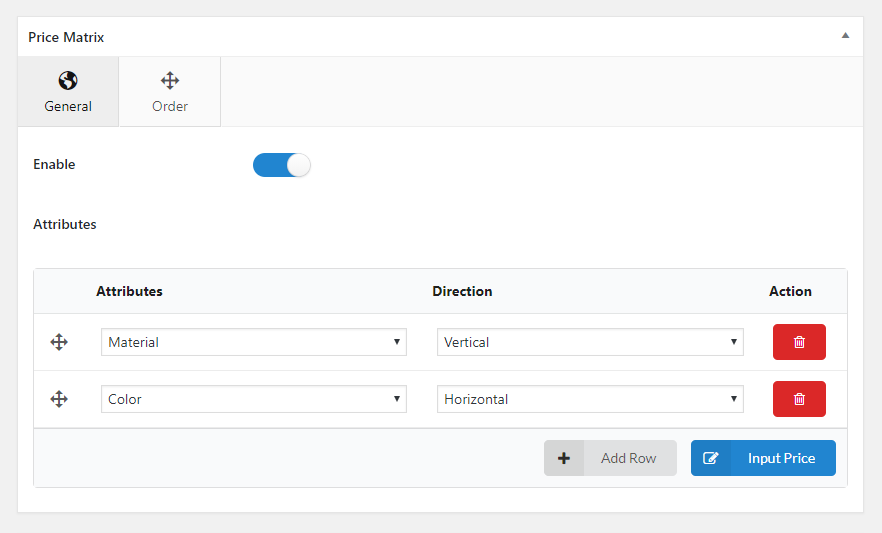 Price Matrix
General
Order
Enable
Attributes
Attributes Direction Action
Material Vertical
Color Horizontal
Add Row Input Price